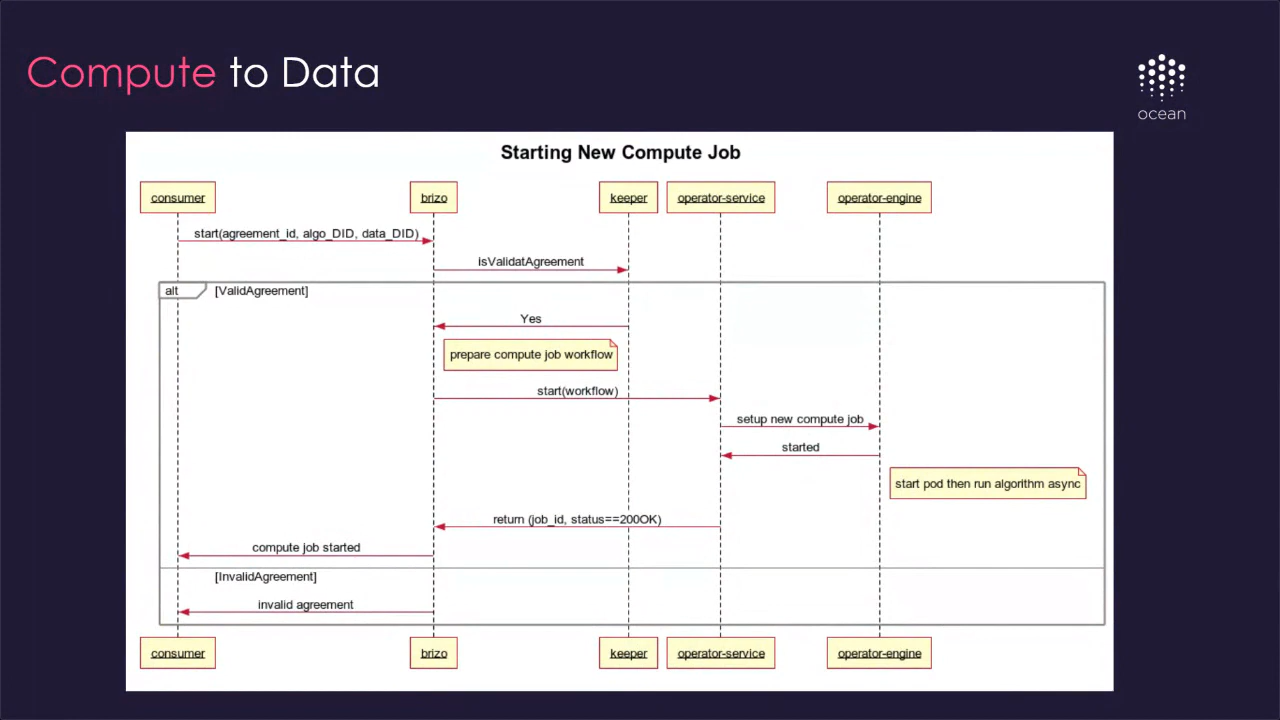 Compute to Data
ocean
Starting New Compute Job
consumer
brizo
keeper
operator-service
operator-engine
start(agreement_id, algo_DID, data_DID)
isValidatAgreement
alt
[ValidAgreement]
Yes
prepare compute job workflow
start(workflow)
setup new compute job
started
start pod then run algorithm async
return (job_id, status==200OK)
compute job started
[InvalidAgreement]
invalid agreement
consumer
brizo
keeper
operator-service
operator-engine